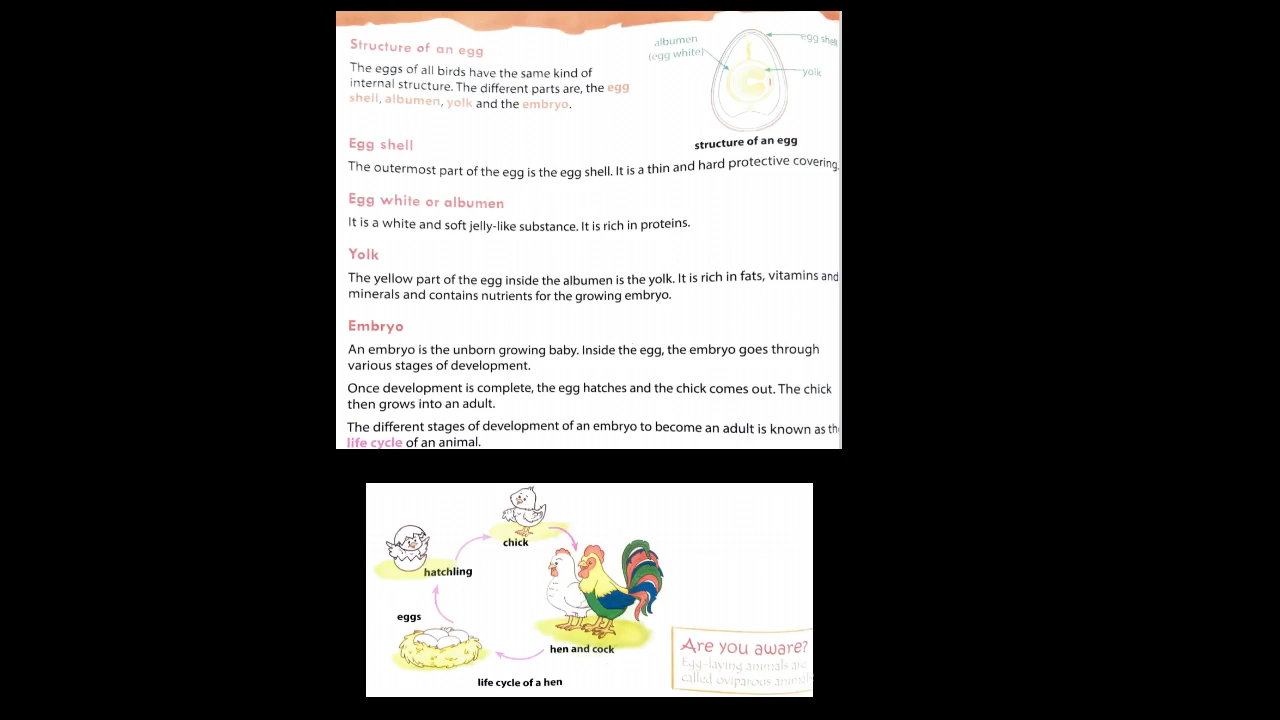 Structure of an egg
The eggs of all birds have the same kind of
internal structure. The different parts are, the egg
shell, albumen, yolk and the embryo.
albumen
(egg white)
egg shell
yolk
structure of an egg
Egg shell
The outermost part of the egg is the egg shell. It is a thin and hard protective covering.
Egg white or albumen
It is a white and soft jelly-like substance. It is rich in proteins.
Yolk
The yellow part of the egg inside the albumen is the yolk. It is rich in fats, vitamins and
minerals and contains nutrients for the growing embryo.
Embryo
An embryo is the unborn growing baby. Inside the egg, the embryo goes through
various stages of development.
Once development is complete, the egg hatches and the chick comes out. The chick
then grows into an adult.
The different stages of development of an embryo to become an adult is known as the
life cycle of an animal.
chick
hatchling
eggs
hen and cock
life cycle of a hen
Are you aware?
Egg-laying animals are
called oviparous animals